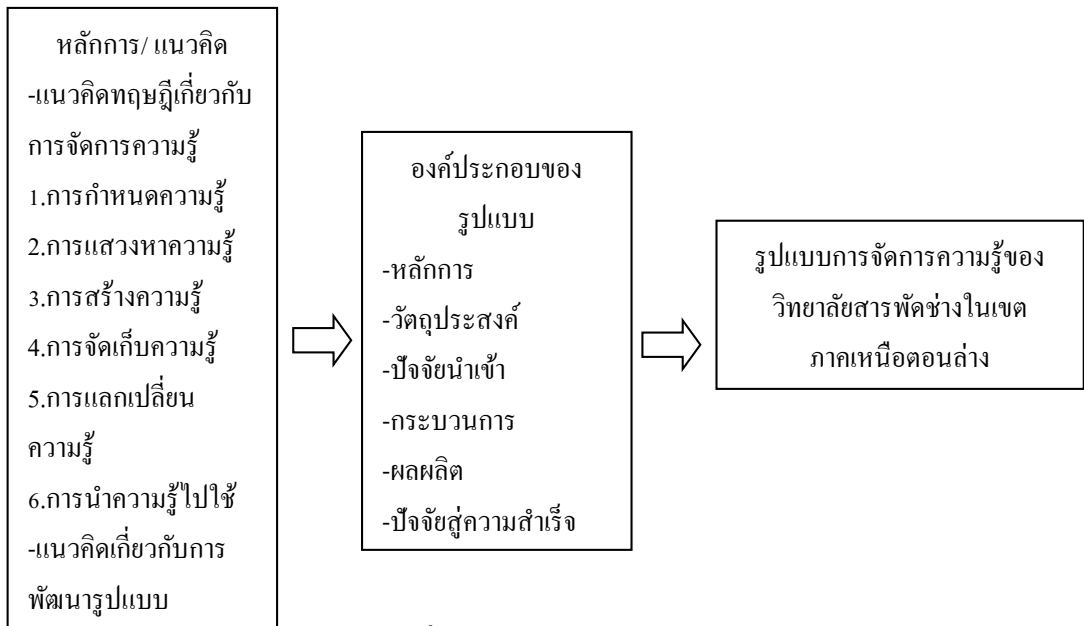 หลักการ/ แนวคิด
-แนวคิดทฤษฎีเกี่ยวกับ
การจัดการความรู้
1.การกำหนดความรู้
2.การแสวงหาความรู้
3.การสร้างความรู้
4.การจัดเก็บความรู้
5.การแลกเปลี่ยน
ความรู้
6.การนำความรู้ไปใช้
-แนวคิดเกี่ยวกับการ
พัฒนารูปแบบ
องค์ประกอบของ
รูปแบบ
-หลักการ
-วัตถุประสงค์
-ปัจจัยนำเข้า
-กระบวนการ
-ผลผลิต
-ปัจจัยสู่ความสำเร็จ
รูปแบบการจัดการความรู้ของ
วิทยาลัยสารพัดช่างในเขต
ภาคเหนือตอนล่าง